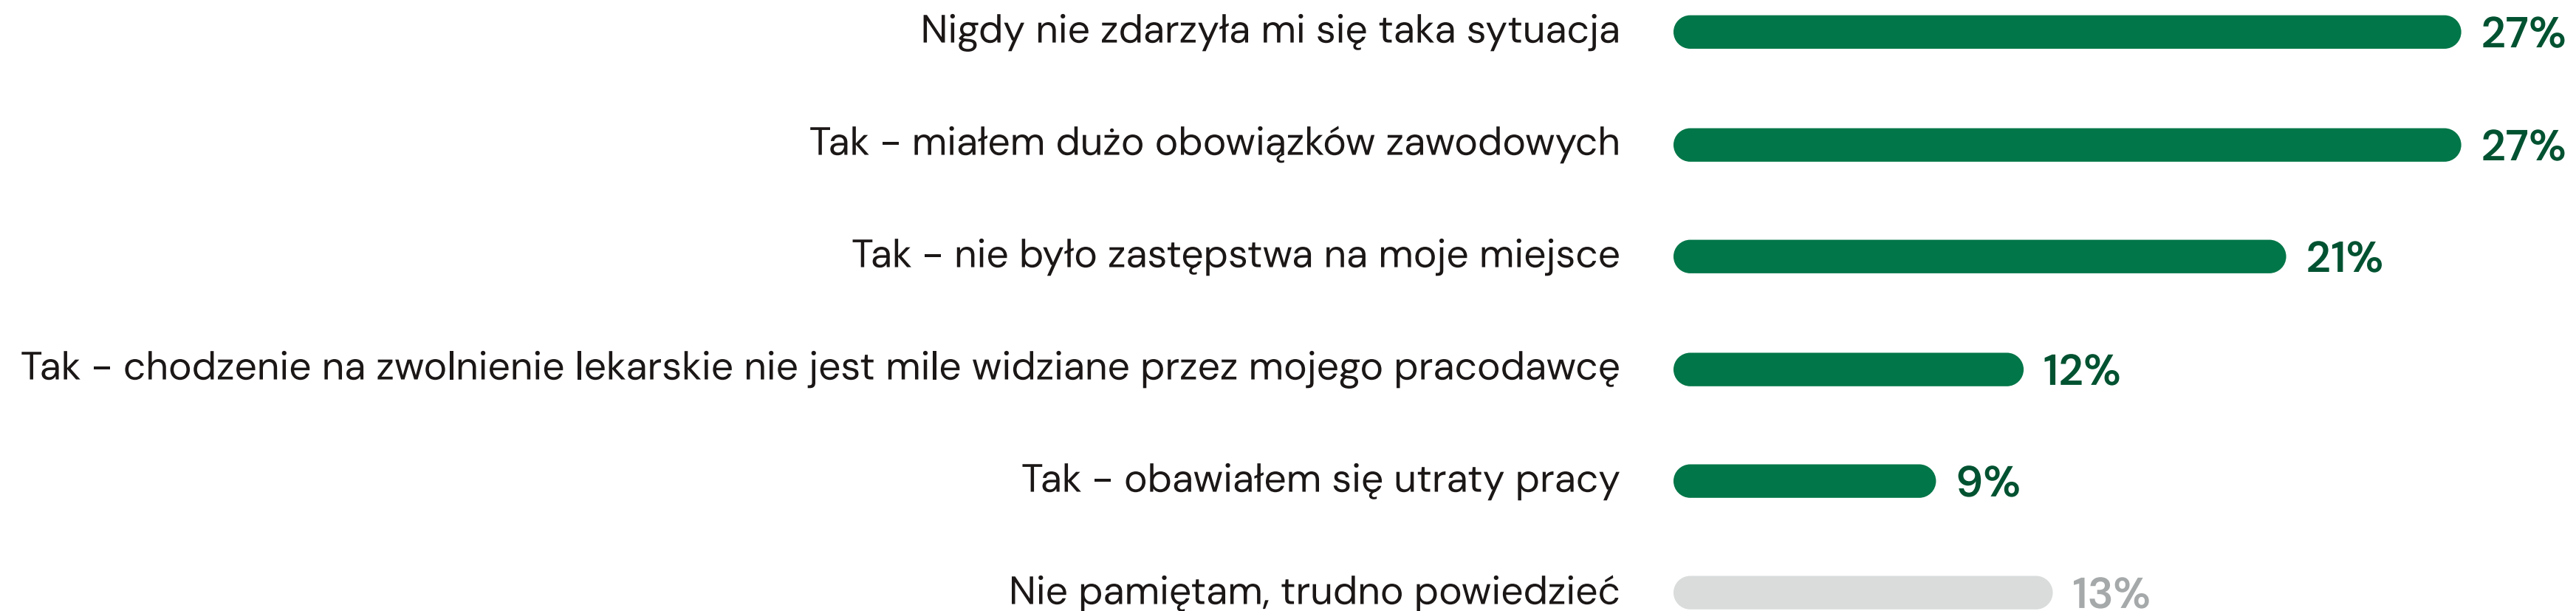 Nigdy nie zdarzyła mi się taka sytuacja 27%
Tak – miałem dużo obowiązków zawodowych 27%
Tak – nie było zastępstwa na moje miejsce 21%
Tak – chodzenie na zwolnienie lekarskie nie jest mile widziane przez mojego pracodawcę 12%
Tak – obawiałem się utraty pracy 9%
Nie pamiętam, trudno powiedzieć 13%